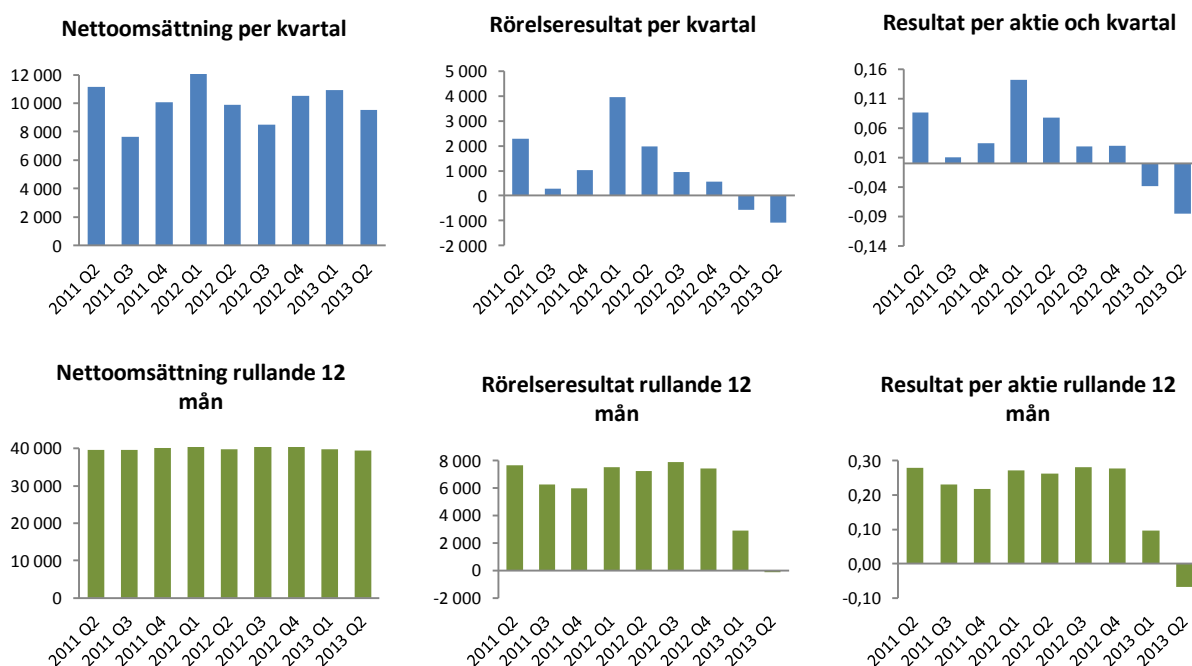 Nettoomsättning per kvartal
12 000
10 000
8 000
6 000
4 000
2 000
0
2011 Q2
2011 Q3
2011 Q4
2012 Q1
2012 Q2
2012 Q3
2012 Q4
2013 Q1
2013 Q2
Rörelseresultat per kvartal
5 000
4 000
3 000
2 000
1 000
0
-1 000
-2 000
2011 Q2
2011 Q3
2011 Q4
2012 Q1
2012 Q2
2012 Q3
2012 Q4
2013 Q1
2013 Q2
Resultat per aktie och kvartal
0,16
0,11
0,06
0,01
-0,04
-0,09
-0,14
2011 Q2
2011 Q3
2011 Q4
2012 Q1
2012 Q2
2012 Q3
2012 Q4
2013 Q1
2013 Q2
Nettoomsättning rullande 12
mån
40 000
30 000
20 000
10 000
0
2011 Q2
2011 Q3
2011 Q4
2012 Q1
2012 Q2
2012 Q3
2012 Q4
2013 Q1
2013 Q2
Rörelseresultat rullande 12
mån
8 000
6 000
4 000
2 000
0
-2 000
2011 Q2
2011 Q3
2011 Q4
2012 Q1
2012 Q2
2012 Q3
2012 Q4
2013 Q1
2013 Q2
Resultat per aktie rullande 12
mån
0,30
0,20
0,10
0,00
-0,10
2011 Q2
2011 Q3
2011 Q4
2012 Q1
2012 Q2
2012 Q3
2012 Q4
2013 Q1
2013 Q2